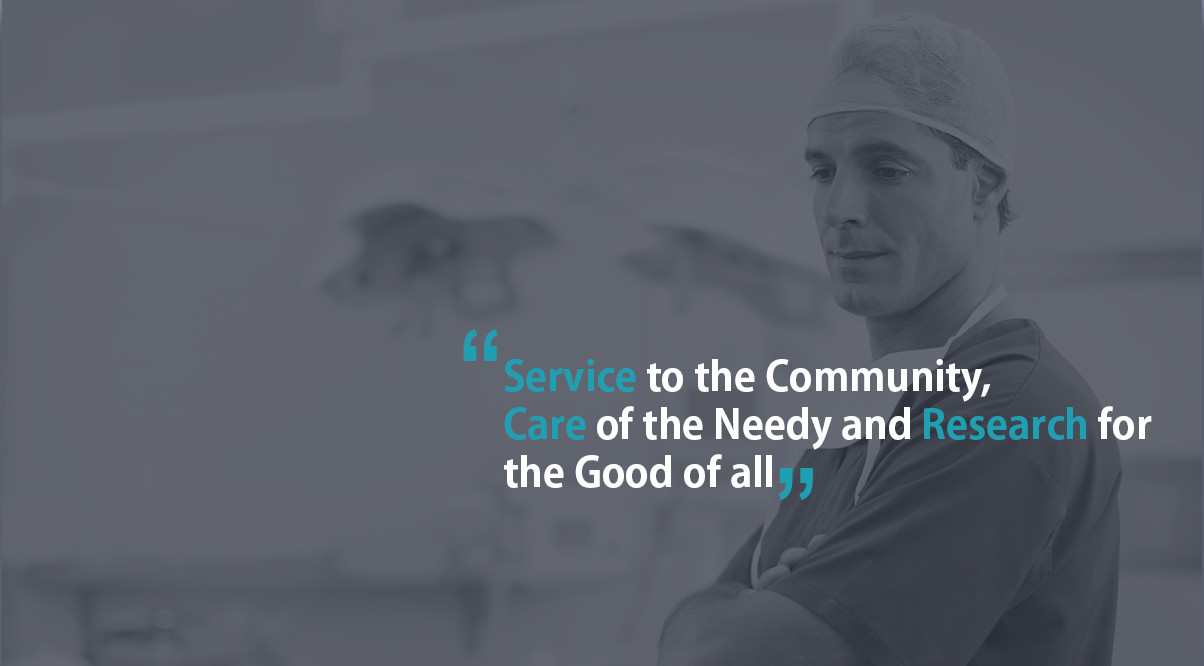 “Service to the Community,
Care of the Needy and Research for
the Good of all”